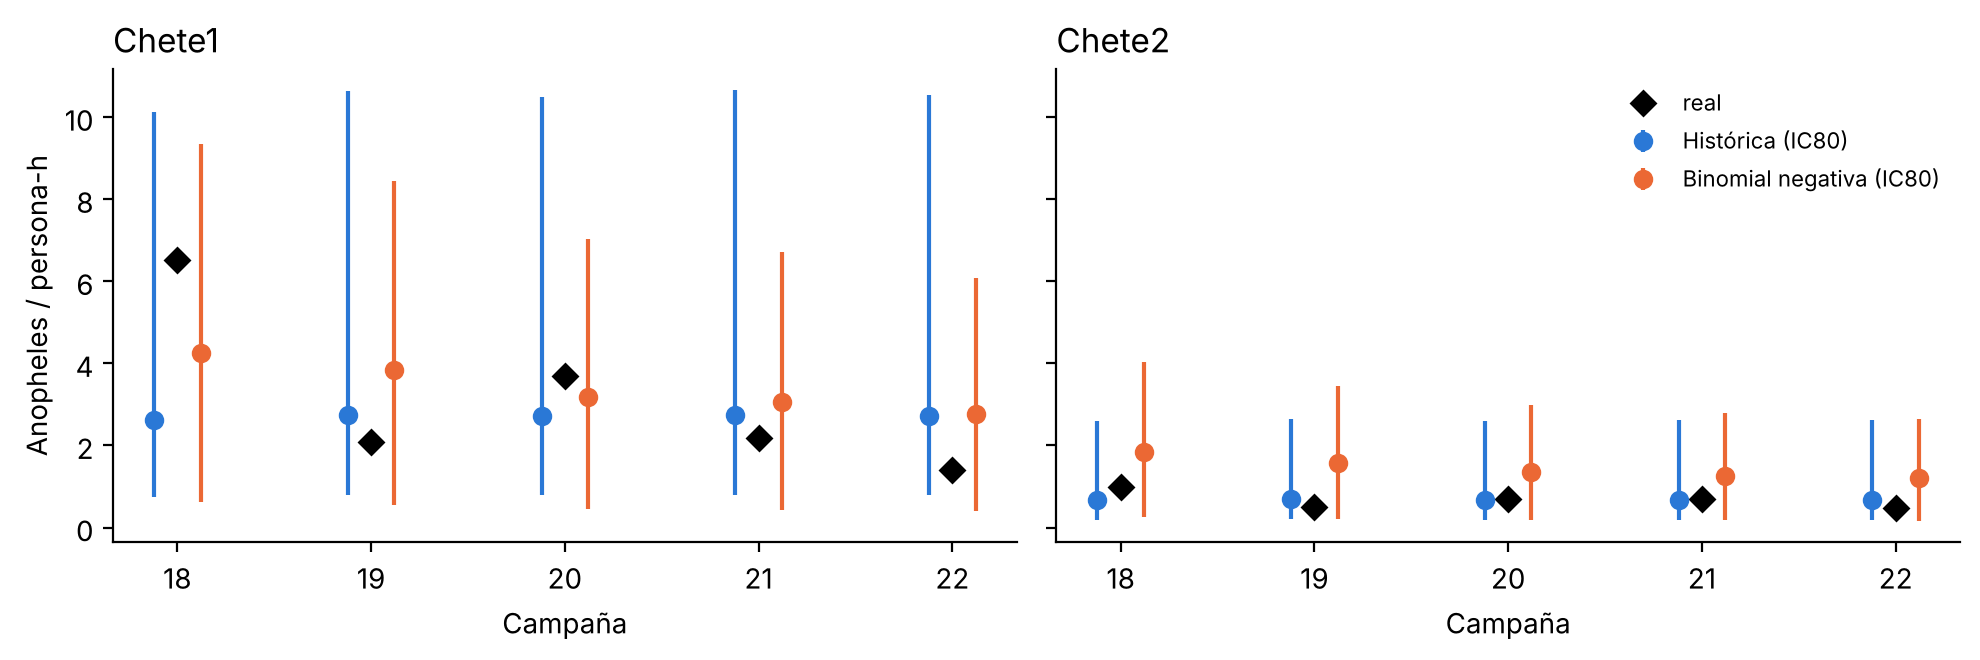 Chete1
Chete2
Anopheles / persona-h
10
8
6
4
2
0
18
19
20
21
22
Campaña
real
Histórica (IC80)
Binomial negativa (IC80)
18
19
20
21
22
Campaña